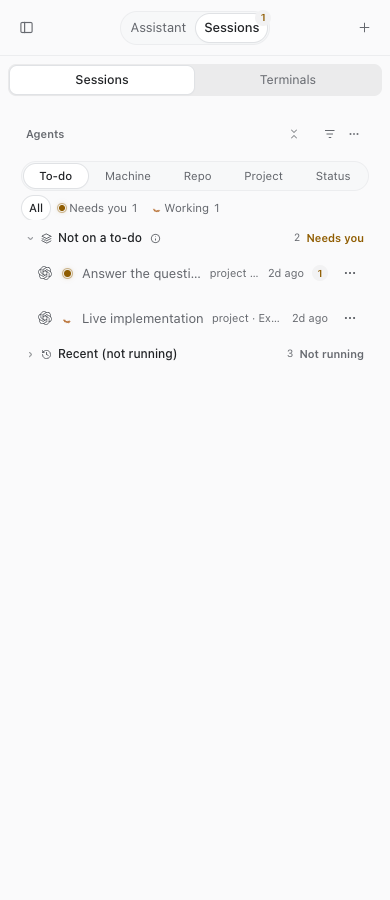 Assistant Sessions 1
Sessions Terminals
Agents
To-do Machine Repo Project Status
All Needs you 1 Working 1
Not on a to-do 2 Needs you
Answer the questi... project ... 2d ago 1
Live implementation project · Ex... 2d ago
Recent (not running) 3 Not running